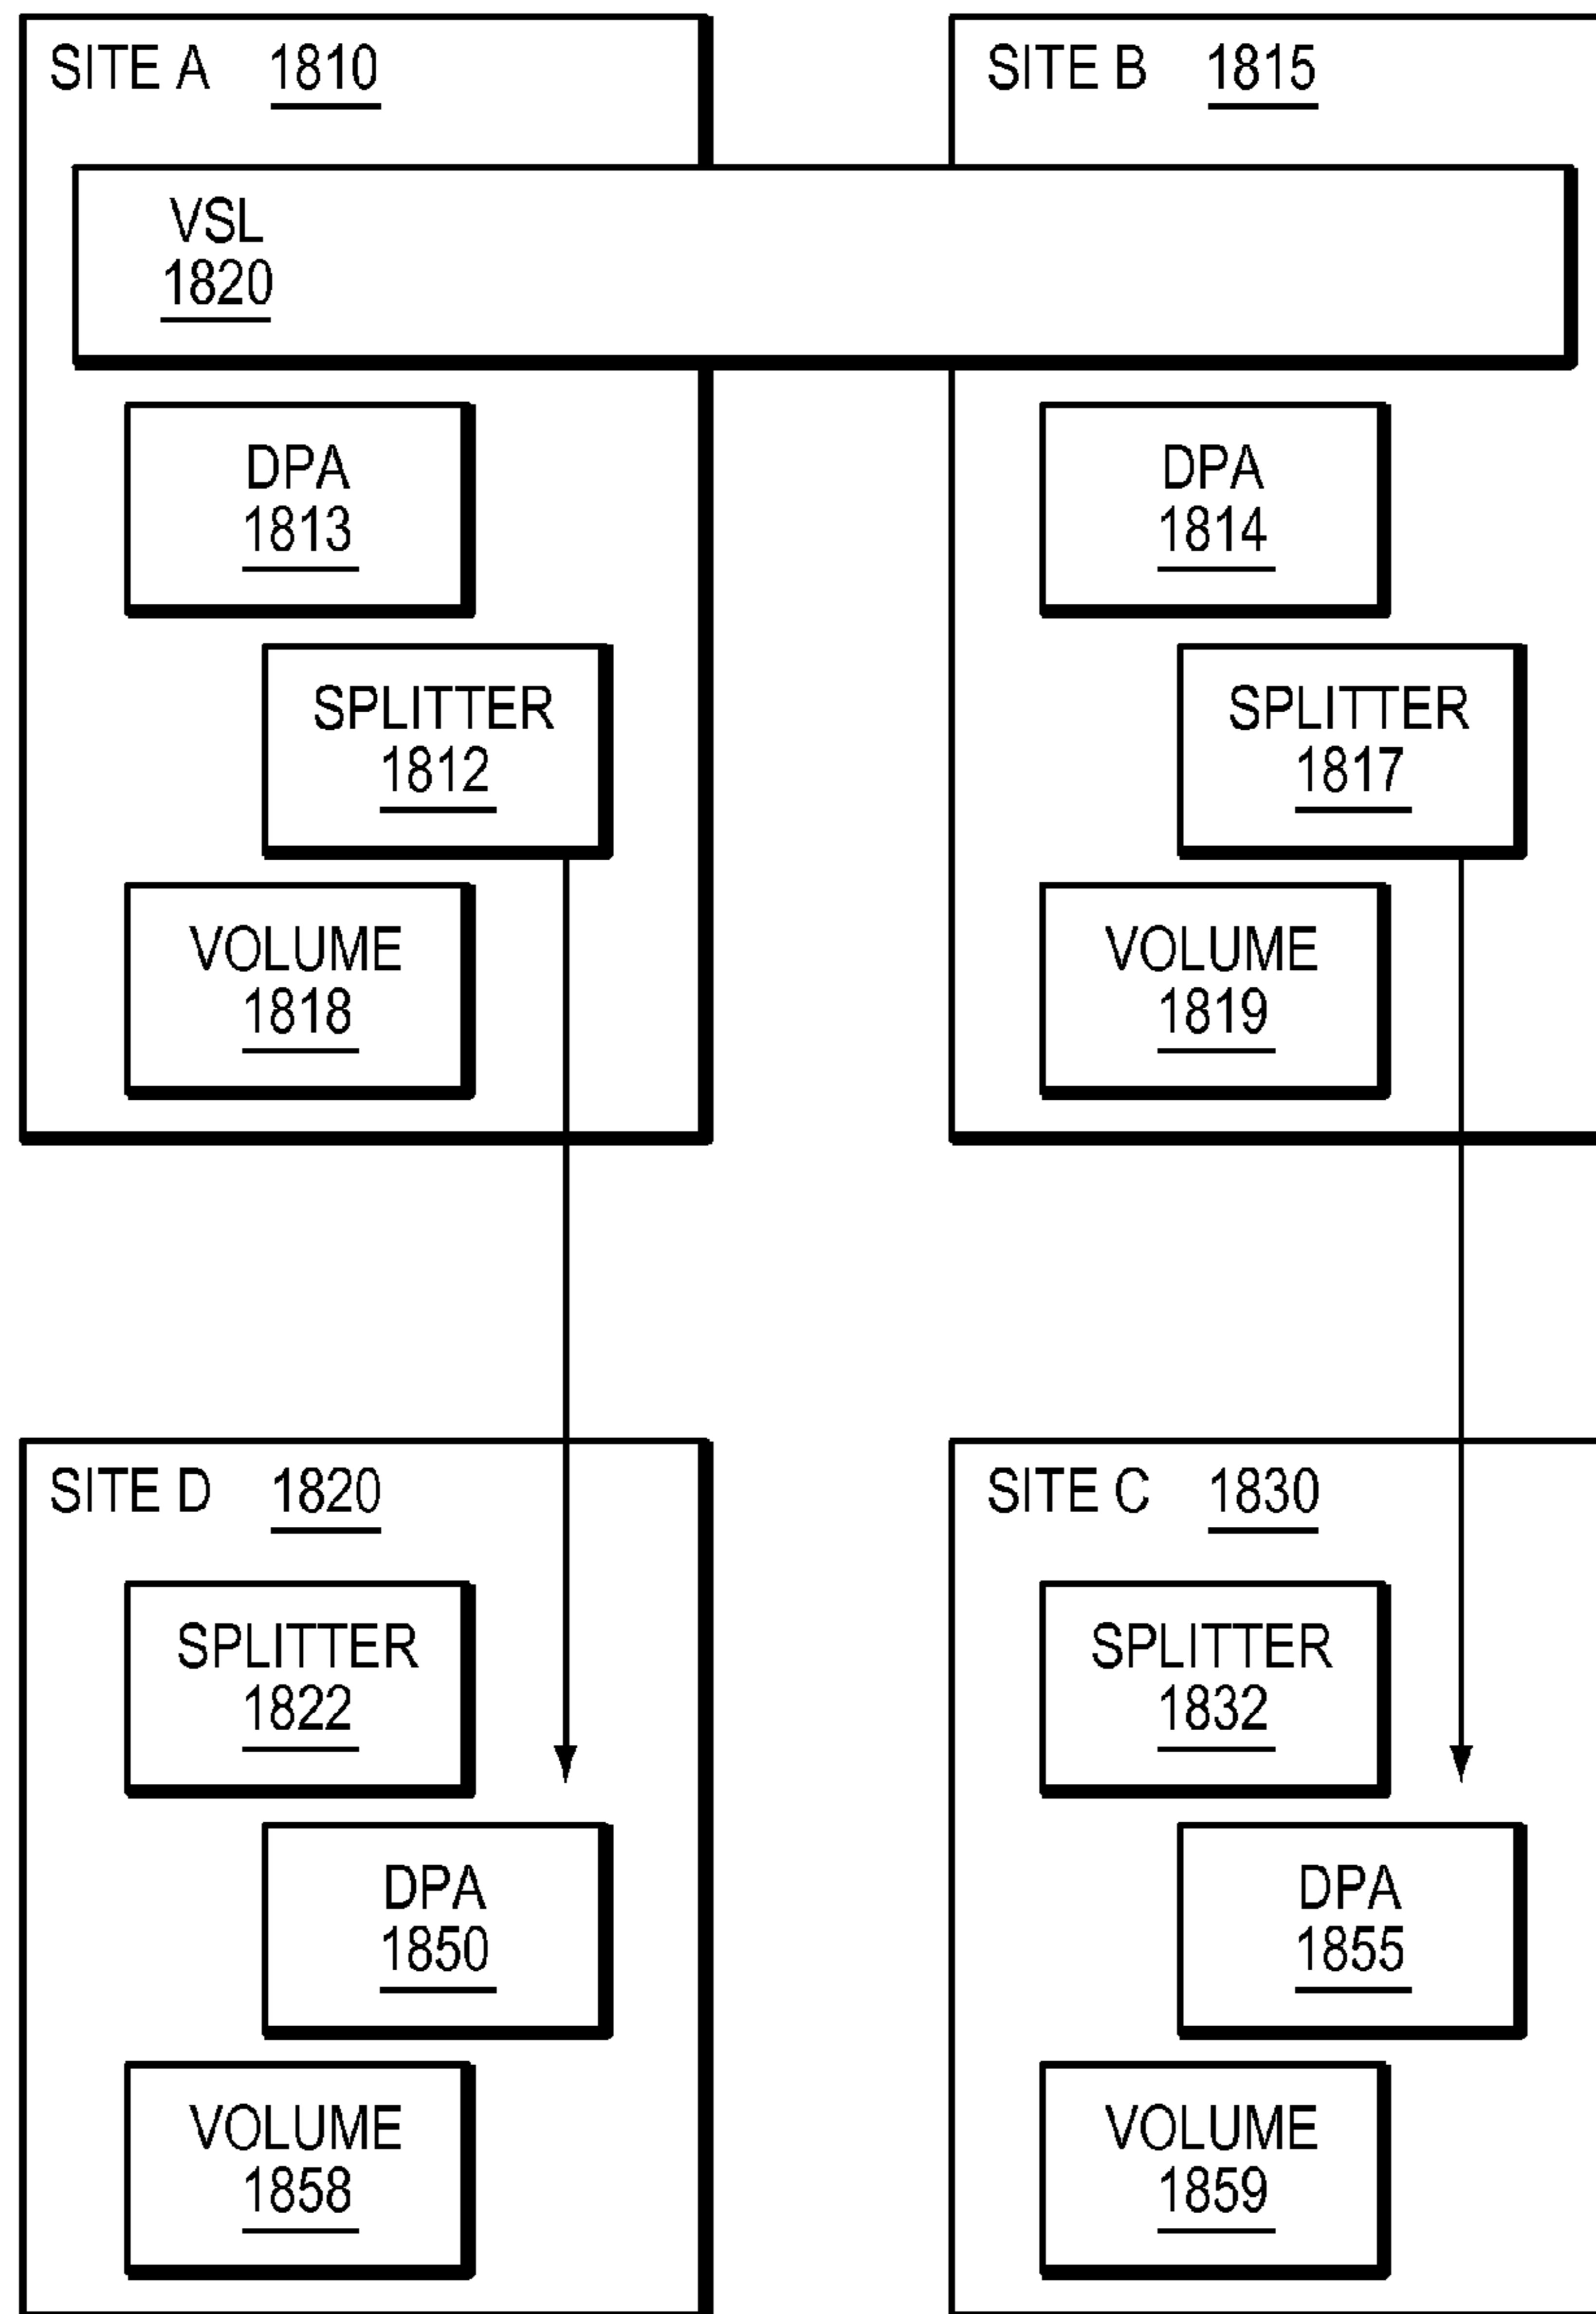 SITE A 1810
SITE B 1815
VSL
1820
DPA
1813
DPA
1814
SPLITTER
1812
SPLITTER
1817
VOLUME
1818
VOLUME
1819
SITE D 1820
SITE C 1830
SPLITTER
1822
SPLITTER
1832
DPA
1850
DPA
1855
VOLUME
1858
VOLUME
1859